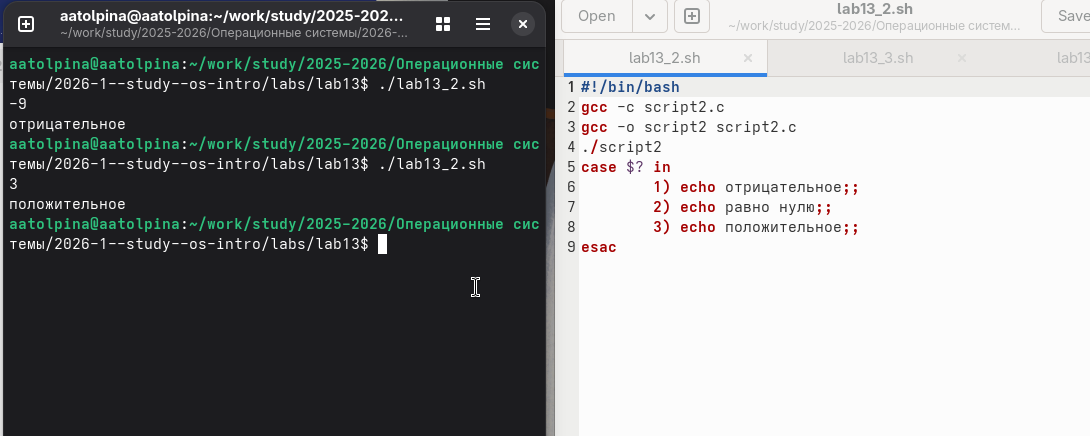 aatolpina@aatolpina:~/work/study/2025-202...
~/work/study/2025-2026/Операционные системы/2026-...
aatolpina@aatolpina:~/work/study/2025-2026/Операционные сис
темы/2026-1--study--os-intro/labs/lab13$ ./lab13_2.sh
-9
отрицательное
aatolpina@aatolpina:~/work/study/2025-2026/Операционные сис
темы/2026-1--study--os-intro/labs/lab13$ ./lab13_2.sh
3
положительное
aatolpina@aatolpina:~/work/study/2025-2026/Операционные сис
темы/2026-1--study--os-intro/labs/lab13$
Open
lab13_2.sh
~/work/study/2025-2026/Операционные систем...
Save
lab13_2.sh
lab13_3.sh
lab13
1 #!/bin/bash
2 gcc -c script2.c
3 gcc -o script2 script2.c
4 ./script2
5 case $? in
6 1) echo отрицательное;;
7 2) echo равно нулю;;
8 3) echo положительное;;
9 esac